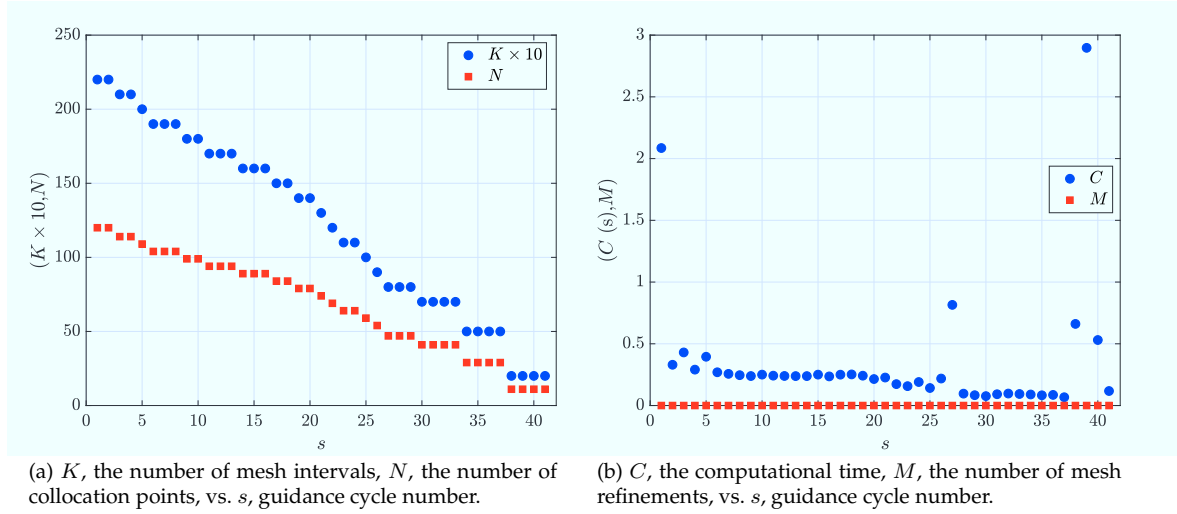 250
200
150
100
50
0
0 5 10 15 20 25 30 35 40
(K × 10,N)
s
K × 10
N
3
2.5
2
1.5
1
0.5
0
0 5 10 15 20 25 30 35 40
(C (s),M)
s
C
M
(a) K, the number of mesh intervals, N, the number of
collocation points, vs. s, guidance cycle number.
(b) C, the computational time, M, the number of mesh
refinements, vs. s, guidance cycle number.